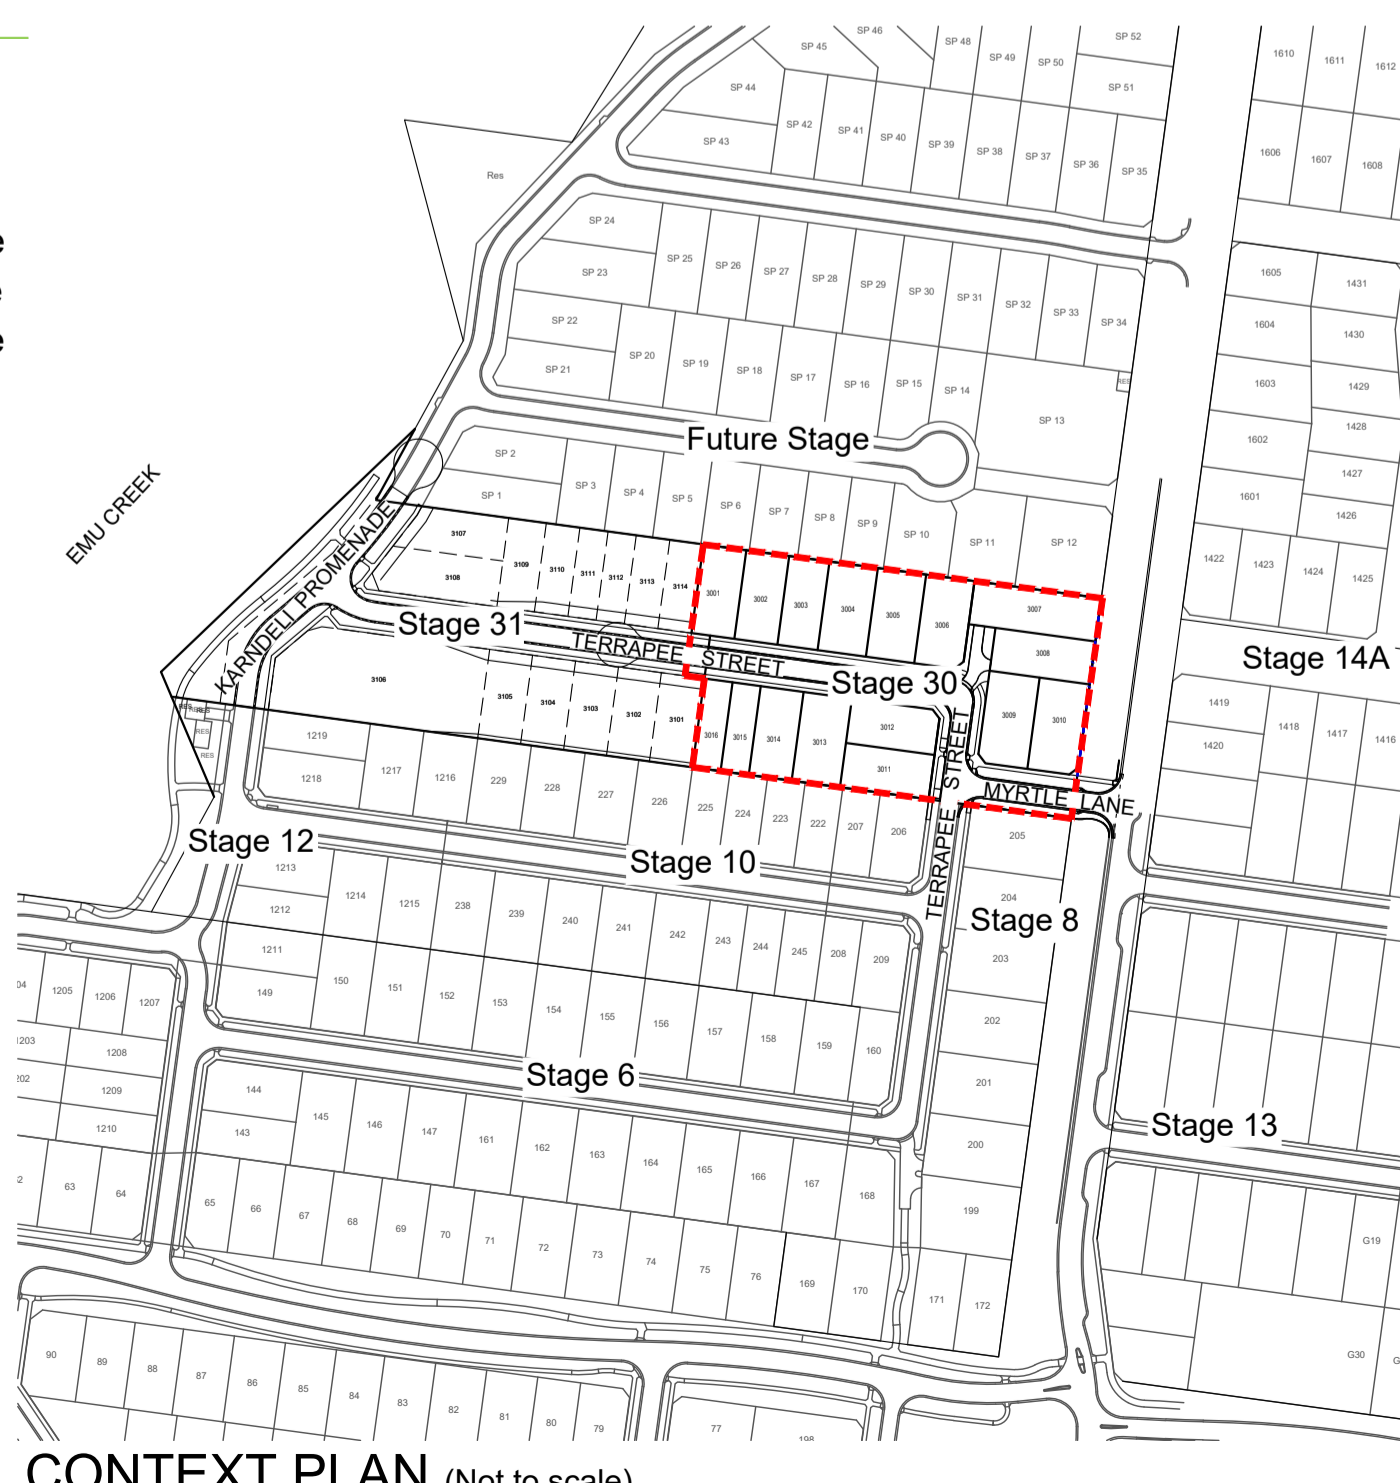 SP 46
SP 45
SP 48
SP 49
SP 50
SP 52
SP 51
1610
1611
1612
SP 44
SP 43
SP 42
SP 41
SP 40
SP 39
SP 38
SP 37
SP 36
SP 35
1606
1607
1608
Res
SP 24
SP 23
SP 25
SP 26
SP 27
SP 28
SP 29
SP 30
SP 31
SP 32
SP 33
SP 34
1605
1431
1604
1430
SP 22
SP 21
SP 20
SP 19
SP 18
SP 17
SP 16
SP 15
SP 14
SP 13
RES
1603
1429
1428
1602
1427
1601
1426
Future Stage
SP 2
SP 1
SP 3
SP 4
SP 5
SP 6
SP 7
SP 8
SP 9
SP 10
SP 11
SP 12
1422
1423
1424
1425
EMU CREEK
KARNDELI PROMENADE
3107
3108
3109
3110
3111
3112
3113
3114
3001
3002
3003
3004
3005
3006
3007
3008
3009
3010
Stage 31
TERRAPEE STREET
Stage 30
Stage 14A
3106
3105
3104
3103
3102
3101
3016
3015
3014
3013
3012
3011
TERRAPEE STREET
MYRTLE LANE
1419
1420
1418
1417
1416
RES
RES
RES
RES
RES
1219
1218
1217
1216
229
228
227
226
225
224
223
222
207
206
205
Stage 12
Stage 10
1213
1212
1214
1215
238
239
240
241
242
243
244
245
208
209
204
Stage 8
203
1211
149
150
151
152
153
154
155
156
157
158
159
160
202
201
200
199
04
1205
1206
1207
1203
1208
202
1209
1210
Stage 6
Stage 13
144
143
145
146
147
161
162
163
164
165
166
167
168
63
64
65
66
67
68
69
70
71
72
73
74
75
76
169
170
171
172
G19
G30
90
89
88
87
86
85
84
83
82
81
80
79
77
198
CONTEXT PLAN (Not to scale)